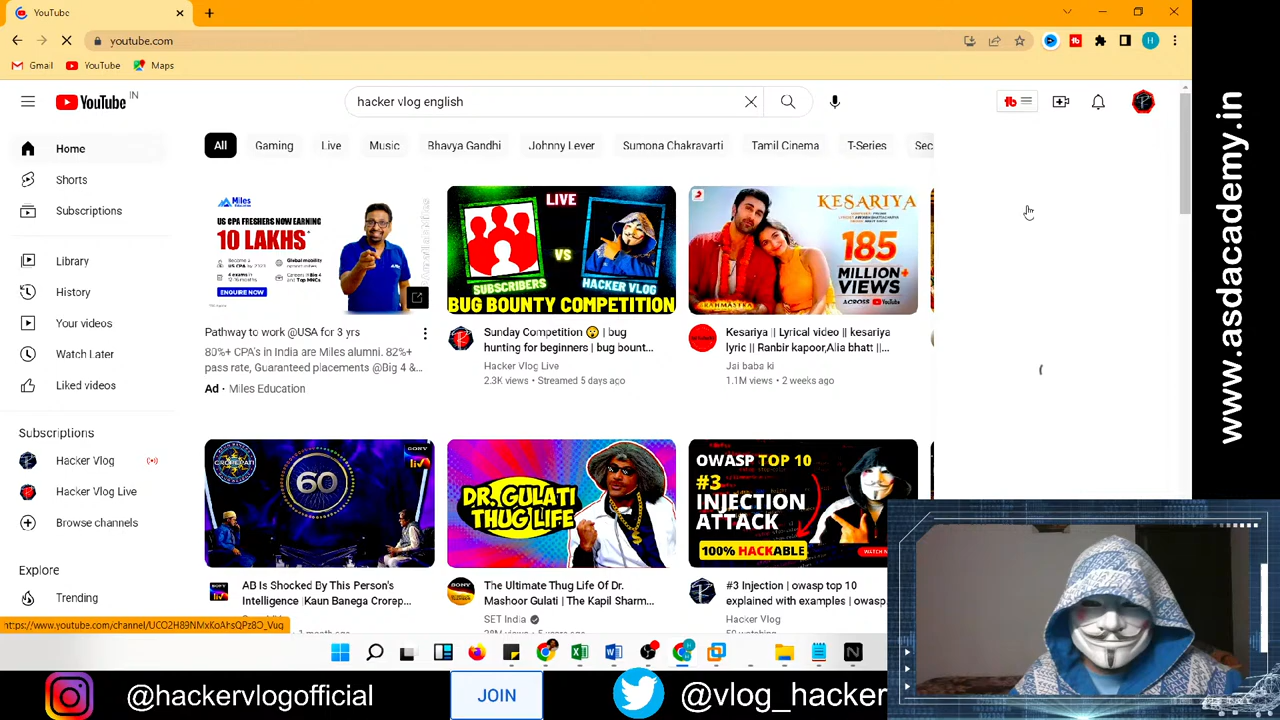 YouTube
youtube.com
Gmail
YouTube
Maps
YouTube IN
hacker vlog english
H
Home
Shorts
Subscriptions
Library
History
Your videos
Watch Later
Liked videos
Subscriptions
Hacker Vlog
Hacker Vlog Live
Browse channels
Explore
Trending
All
Gaming
Live
Music
Bhavya Gandhi
Johnny Lever
Sumona Chakravarti
Tamil Cinema
T-Series
Sec
Miles
US CPA FRESHERS NOW EARNING
10 LAKHS*
ENQUIRE NOW
Pathway to work @USA for 3 yrs
80%+ CPA's in India are Miles alumni. 82%+
pass rate, Guaranteed placements @Big 4 &...
Ad · Miles Education
LIVE
VS
SUBSCRIBERS
HACKER VLOG
BUG BOUNTY COMPETITION
Sunday Competition 😲 | bug
hunting for beginners | bug bount...
Hacker Vlog Live
2.3K views • Streamed 5 days ago
KESARIYA
185
MILLION+
VIEWS
ACROSS YouTube
Kesariya || Lyrical video || kesariya
lyric || Ranbir kapoor,Alia bhatt ||...
Jai baba ki
1.1M views • 2 weeks ago
60
SONY
liv
AB Is Shocked By This Person's
Intelligence |Kaun Banega Crorep...
DR. GULATI
THUG LIFE
The Ultimate Thug Life Of Dr.
Mashoor Gulati | The Kapil Sharm...
SET India
OWASP TOP 10
#3
INJECTION
ATTACK
100% HACKABLE
#3 Injection | owasp top 10
explained with examples | owasp
Hacker Vlog
www.asdacademy.in
@hackervlogofficial
JOIN
@vlog_hacker